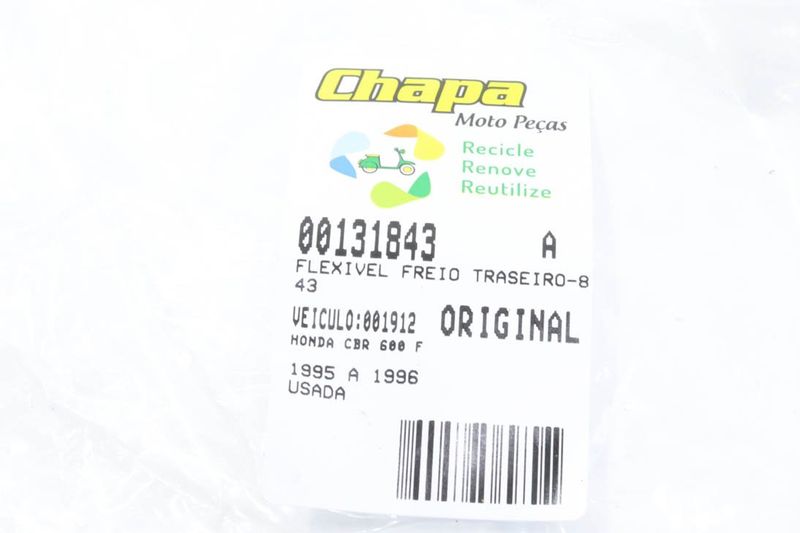 Chapa
Moto Peças
Recicle
Renove
Reutilize
00131843 A
FLEXIVEL FREIO TRASEIRO-8
43
VEICULO:001912 ORIGINAL
HONDA CBR 600 F
1995 A 1996
USADA